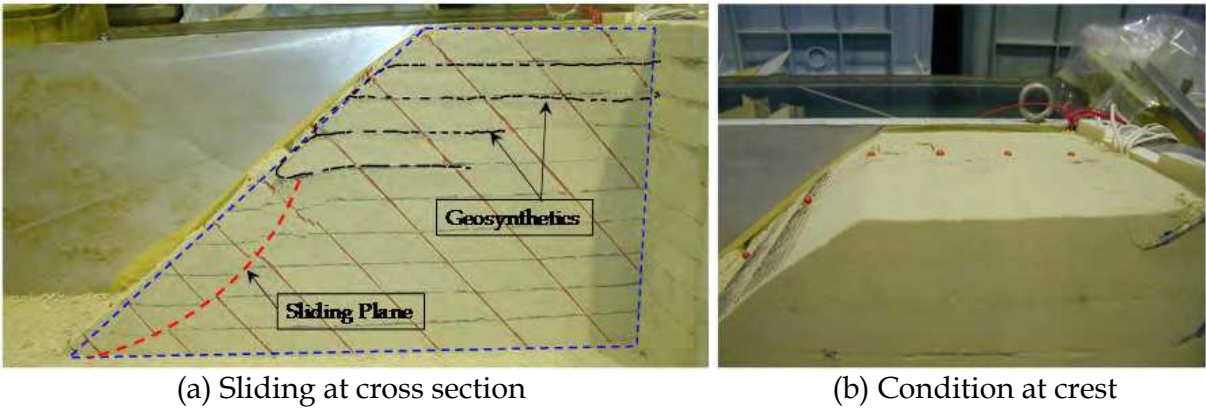 Geosynthetics
Sliding Plane
(a) Sliding at cross section
(b) Condition at crest